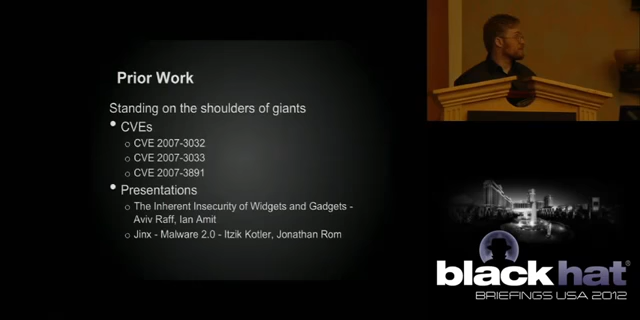 Prior Work
Standing on the shoulders of giants
• CVEs
○ CVE 2007-3032
○ CVE 2007-3033
○ CVE 2007-3891
• Presentations
○ The Inherent Insecurity of Widgets and Gadgets -
Aviv Raff, Ian Amit
○ Jinx - Malware 2.0 - Itzik Kotler, Jonathan Rom
black hat®
BRIEFINGS USA 2012